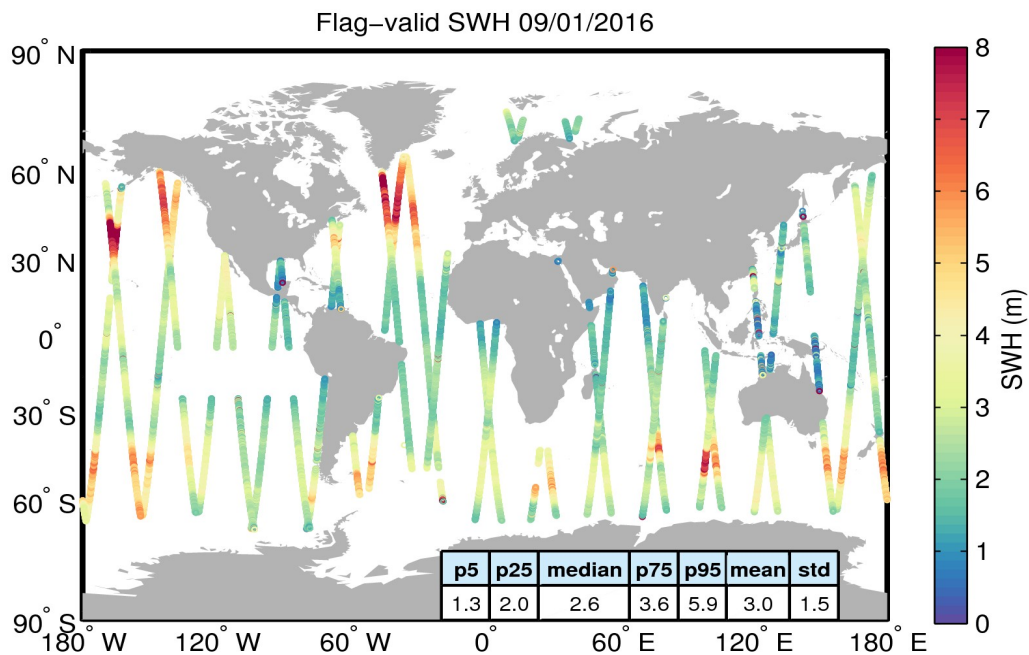 Flag−valid SWH 09/01/2016
90° N
60° N
30° N
0°
30° S
60° S
90° S
180° W
120° W
60° W
0
60° E
120° E
180° E
p5 p25 median p75 p95 mean std
1.3 2.0 2.6 3.6 5.9 3.0 1.5
8
7
6
5
4
3
2
1
0
SWH (m)